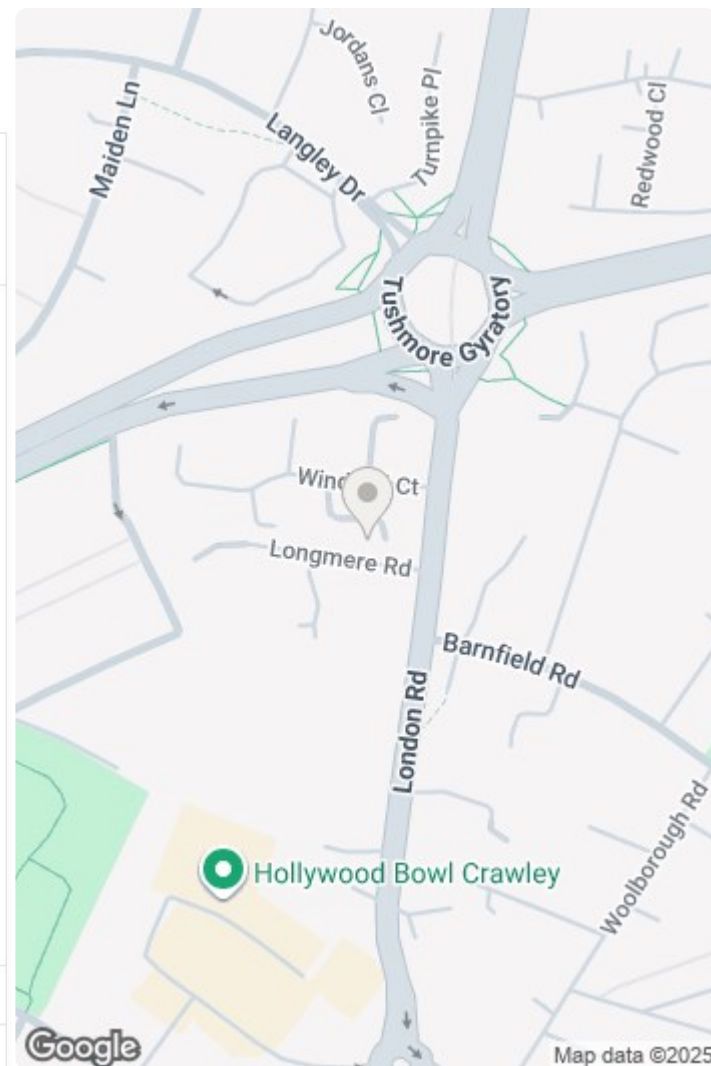 Jordans Cl
Turnpike Pl
Redwood Cl
Maiden Ln
Langley Dr
Tushmore Gyratory
Ct
Longmere Rd
Barnfield Rd
London Rd
Woolborough Rd
Hollywood Bowl Crawley
Google
Map data ©2025